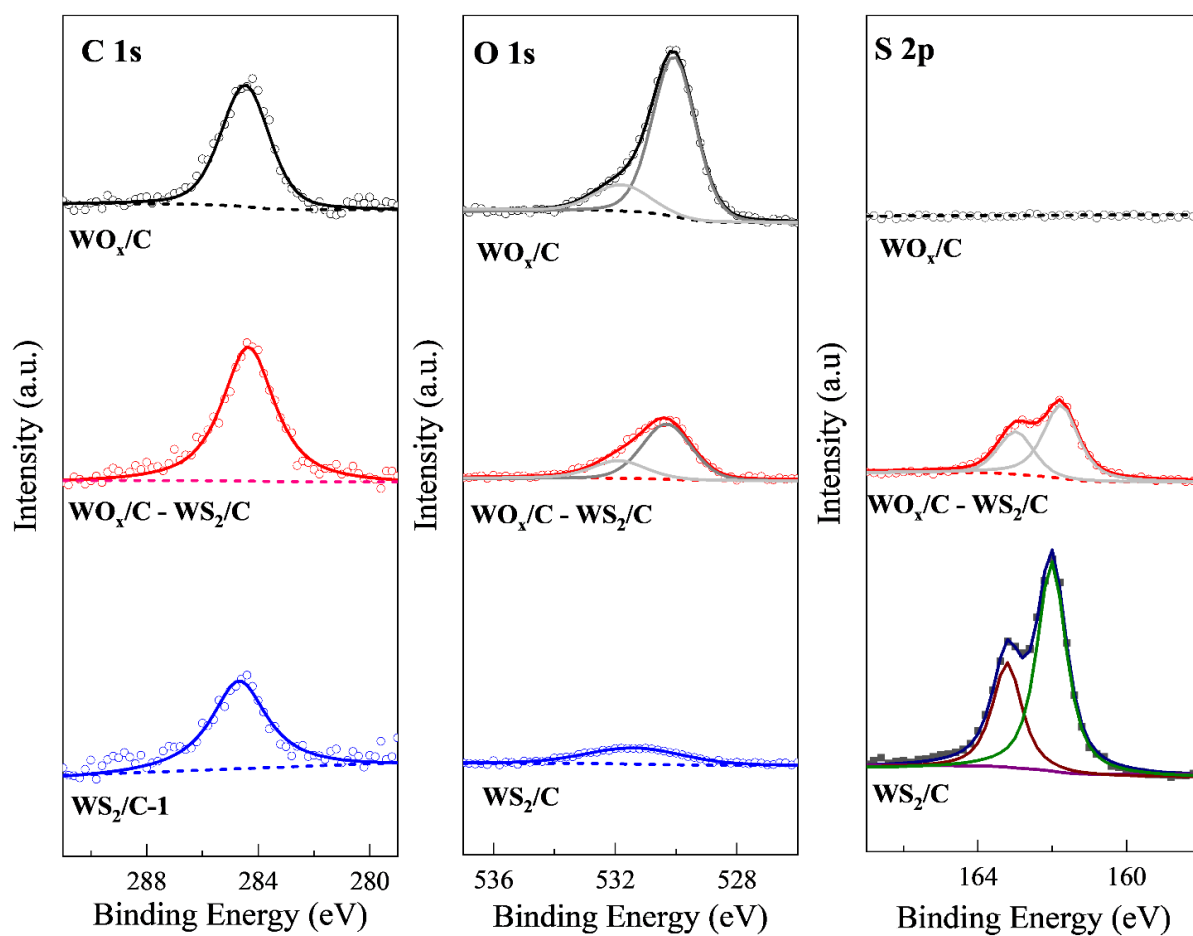 C 1s
WOₓ/C
WOₓ/C - WS₂/C
WS₂/C-1
Intensity (a.u.)
288
284
280
Binding Energy (eV)
O 1s
WOₓ/C
WOₓ/C - WS₂/C
WS₂/C
Intensity (a.u.)
536
532
528
Binding Energy (eV)
S 2p
WOₓ/C
WOₓ/C - WS₂/C
WS₂/C
Intensity (a.u.)
164
160
Binding Energy (eV)